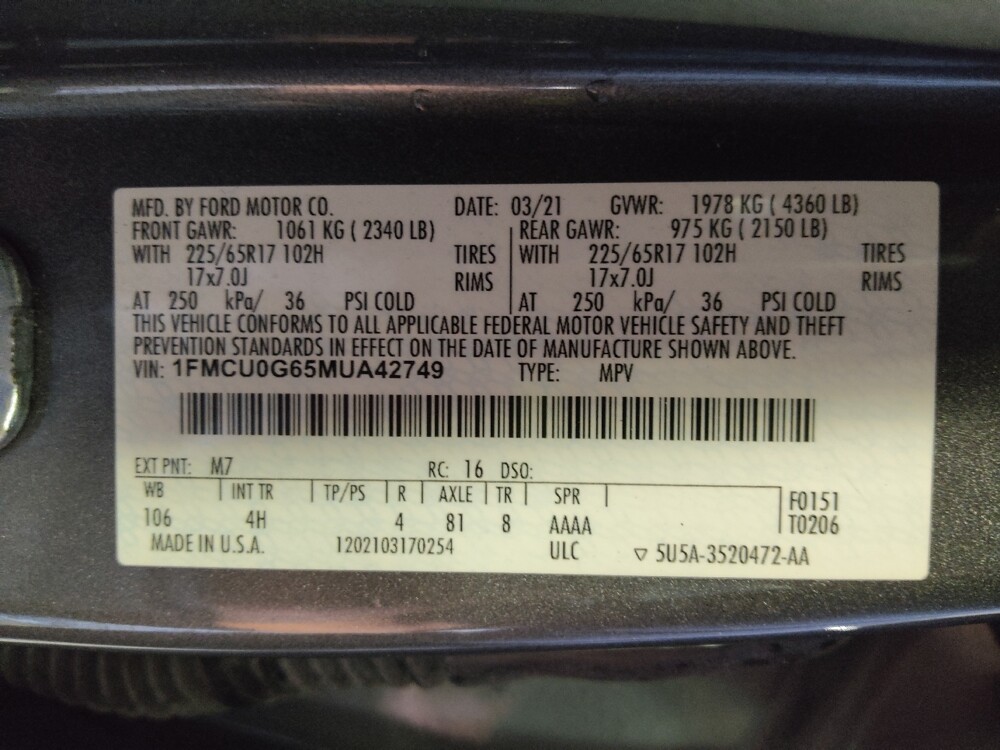 MFD. BY FORD MOTOR CO. DATE: 03/21 GVWR: 1978 KG ( 4360 LB)
FRONT GAWR: 1061 KG ( 2340 LB) REAR GAWR: 975 KG ( 2150 LB)
WITH 225/65R17 102H TIRES WITH 225/65R17 102H TIRES
17x7.0J RIMS 17x7.0J RIMS
AT 250 kPa/ 36 PSI COLD AT 250 kPa/ 36 PSI COLD
THIS VEHICLE CONFORMS TO ALL APPLICABLE FEDERAL MOTOR VEHICLE SAFETY AND THEFT
PREVENTION STANDARDS IN EFFECT ON THE DATE OF MANUFACTURE SHOWN ABOVE.
VIN: 1FMCU0G65MUA42749 TYPE: MPV
EXT PNT: M7 RC: 16 DSO:
WB INT TR TP/PS R AXLE TR SPR F0151
106 4H 4 81 8 AAAA T0206
MADE IN U.S.A. 1202103170254 ULC ▽ 5U5A-3520472-AA